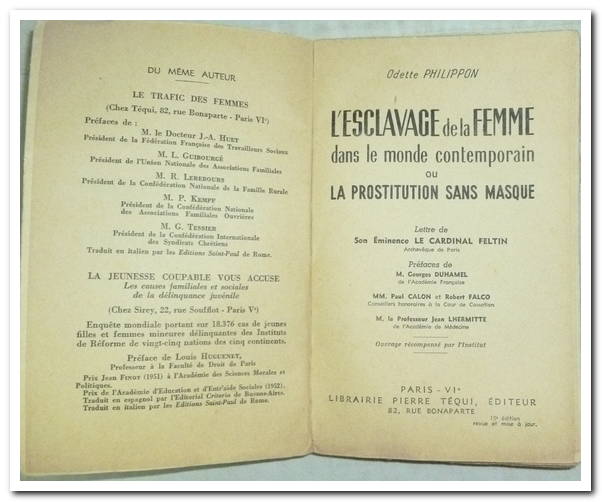 DU MÊME AUTEUR
LE TRAFIC DES FEMMES
(Chez Téqui, 82, rue Bonaparte - Paris VIᵉ)
Préfaces de :
M. le Docteur J.-A. HUET
Président de la Fédération Française des Travailleurs Sociaux
M. L. GUIBOURGÉ
Président de l'Union Nationale des Associations Familiales
M. R. LEREBOURS
Président de la Confédération Nationale de la Famille Rurale
M. P. KEMPF
Président de la Confédération Nationale
des Associations Familiales Ouvrières
M. G. TESSIER
Président de la Confédération Internationale
des Syndicats Chrétiens
Traduit en italien par les Editions Saint-Paul de Rome.
LA JEUNESSE COUPABLE VOUS ACCUSE
Les causes familiales et sociales
de la délinquance juvénile
(Chez Sirey, 22, rue Soufflot - Paris Vᵉ)
Enquête mondiale portant sur 18.376 cas de jeunes
filles et femmes mineures délinquantes des Instituts
de Réforme de vingt-cinq nations des cinq continents.
Préface de Louis HUGUENEY,
Professeur à la Faculté de Droit de Paris
Prix Jean FINOT (1951) à l'Académie des Sciences Morales et
Politiques.
Prix de l'Académie d'Education et d'Entr'aide Sociales (1952).
Traduit en espagnol par l'Editorial Criterio de Buenos-Aires.
Traduit en italien par les Editions Saint-Paul de Rome.
Odette PHILIPPON
L'ESCLAVAGE de la FEMME
dans le monde contemporain
ou
LA PROSTITUTION SANS MASQUE
Lettre de
Son Éminence LE CARDINAL FELTIN
Archevêque de Paris
Préfaces de
M. Georges DUHAMEL
de l'Académie Française
MM. Paul CALON et Robert FALCO
Conseillers honoraires à la Cour de Cassation
M. le Professeur Jean LHERMITTE
de l'Académie de Médecine
Ouvrage récompensé par l'Institut
PARIS - VIᵉ
LIBRAIRIE PIERRE TÉQUI, ÉDITEUR
82, RUE BONAPARTE
édition
revue et mise à jour.